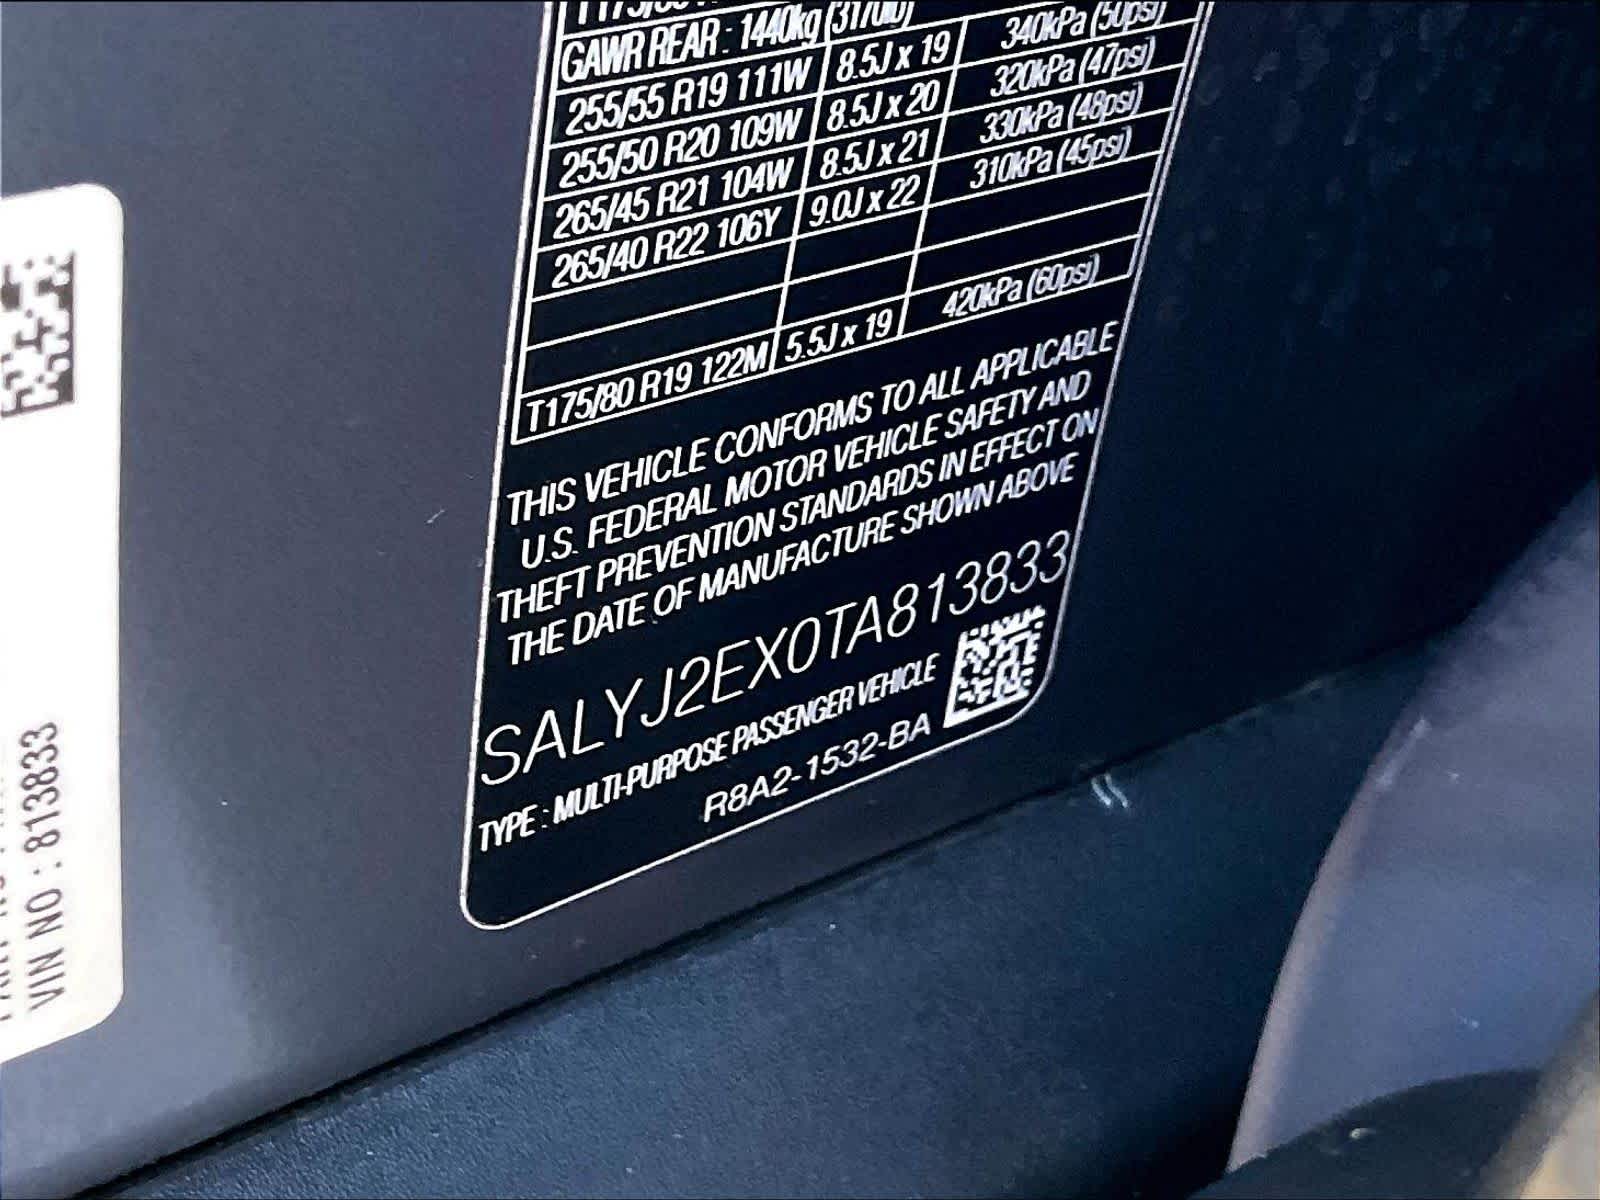 GAWR REAR : 1440kg (3170lb)
255/55 R19 111W 8.5J x 19 340kPa (50psi)
255/50 R20 109W 8.5J x 20 320kPa (47psi)
265/45 R21 104W 8.5J x 21 330kPa (48psi)
265/40 R22 106Y 9.0J x 22 310kPa (45psi)
T175/80 R19 122M 5.5J x 19 420kPa (60psi)
THIS VEHICLE CONFORMS TO ALL APPLICABLE
U.S. FEDERAL MOTOR VEHICLE SAFETY AND
THEFT PREVENTION STANDARDS IN EFFECT ON
THE DATE OF MANUFACTURE SHOWN ABOVE
SALYJ2EX0TA813833
TYPE : MULTI-PURPOSE PASSENGER VEHICLE
R8A2-1532-BA
VIN NO : 813833